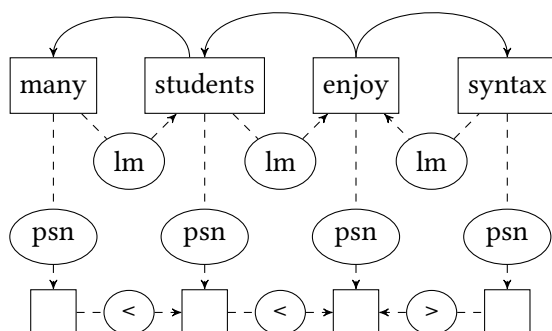 many students enjoy syntax
lm lm lm
psn psn psn psn
< < >